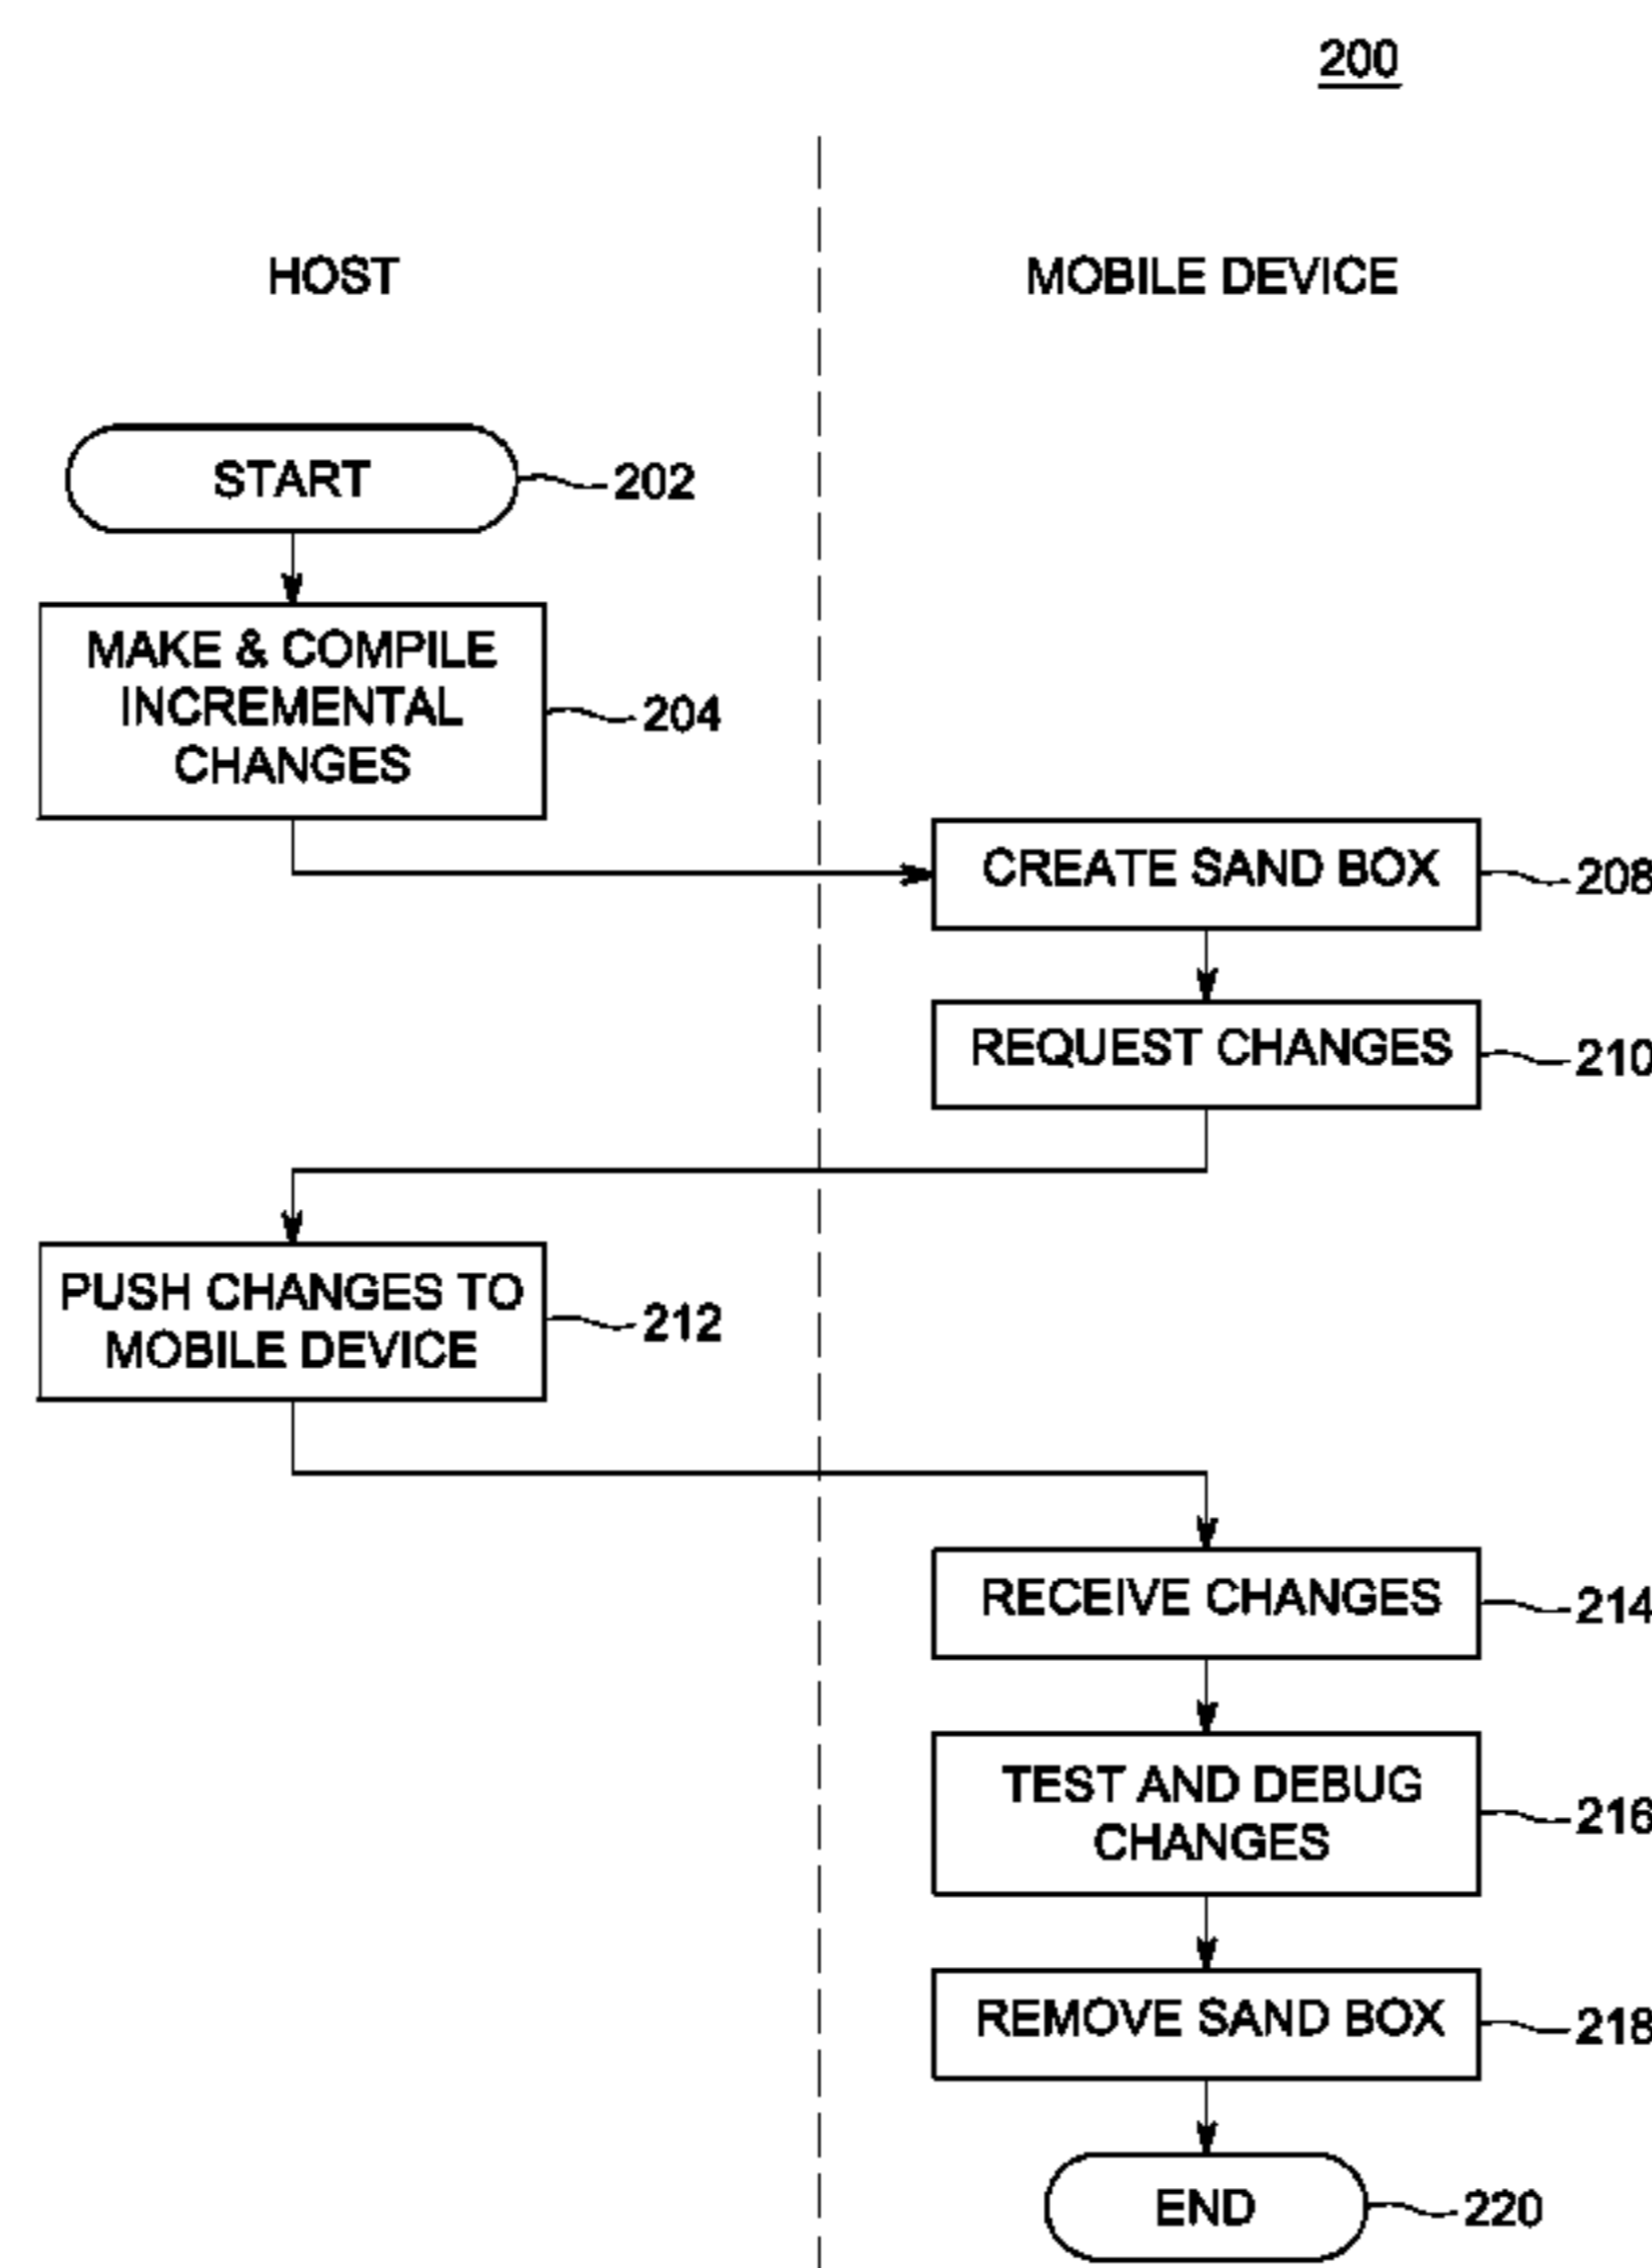 200
HOST
MOBILE DEVICE
START
202
MAKE & COMPILE
INCREMENTAL
CHANGES
204
CREATE SAND BOX
208
REQUEST CHANGES
210
PUSH CHANGES TO
MOBILE DEVICE
212
RECEIVE CHANGES
214
TEST AND DEBUG
CHANGES
216
REMOVE SAND BOX
218
END
220